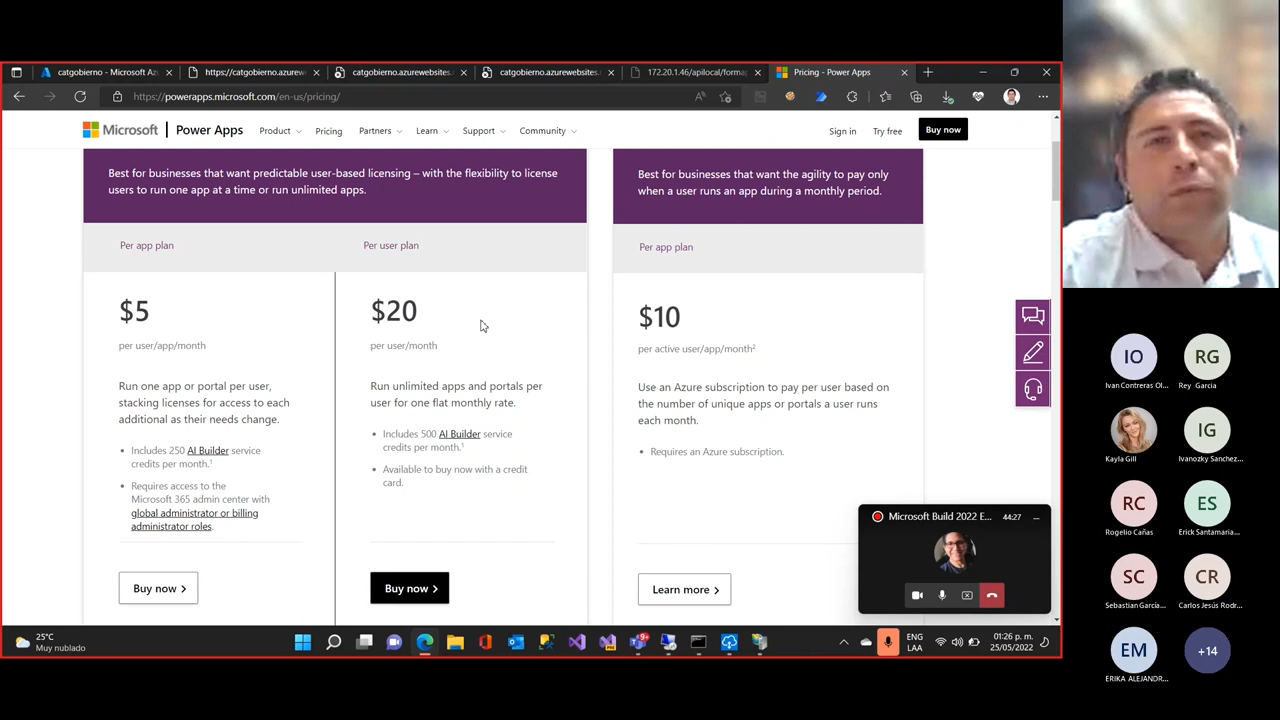 catgobierno - Microsoft Az
https://catgobierno.azurew
catgobierno.azurewebsites.
catgobierno.azurewebsites.
172.20.1.46/apilocal/forma
Pricing - Power Apps
https://powerapps.microsoft.com/en-us/pricing/
Microsoft
Power Apps
Product
Pricing
Partners
Learn
Support
Community
Sign in
Try free
Buy now
Best for businesses that want predictable user-based licensing – with the flexibility to license
users to run one app at a time or run unlimited apps.
Per app plan
Per user plan
$5
per user/app/month
Run one app or portal per user,
stacking licenses for access to each
additional as their needs change.
• Includes 250 AI Builder service
credits per month.¹
• Requires access to the
Microsoft 365 admin center with
global administrator or billing
administrator roles.
Buy now
$20
per user/month
Run unlimited apps and portals per
user for one flat monthly rate.
• Includes 500 AI Builder service
credits per month.¹
• Available to buy now with a credit
card.
Buy now
Best for businesses that want the agility to pay only
when a user runs an app during a monthly period.
Per app plan
$10
per active user/app/month²
Use an Azure subscription to pay per user based on
the number of unique apps or portals a user runs
each month.
• Requires an Azure subscription.
Learn more
Microsoft Build 2022 E...
44:27
25°C
Muy nublado
9+
ENG
LAA
01:26 p. m.
25/05/2022
IO
Ivan Contreras Ol...
RG
Rey Garcia
Kayla Gill
IG
Ivanozky Sanchez...
RC
Rogelio Cañas
ES
Erick Santamaria...
SC
Sebastian García...
CR
Carlos Jesús Rodr...
EM
ERIKA ALEJANDR...
+14